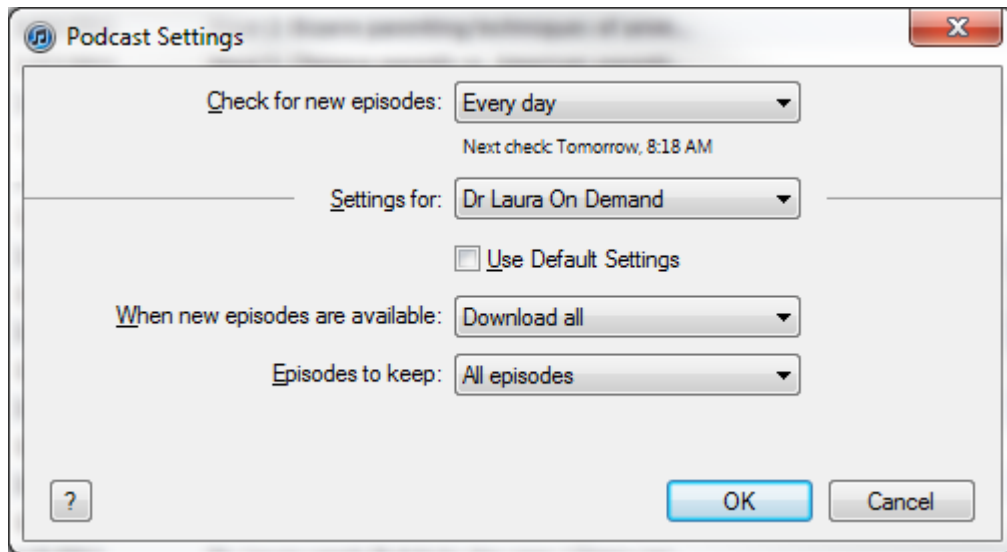 Podcast Settings
Check for new episodes: Every day
Next check: Tomorrow, 8:18 AM
Settings for: Dr Laura On Demand
Use Default Settings
When new episodes are available: Download all
Episodes to keep: All episodes
? OK Cancel